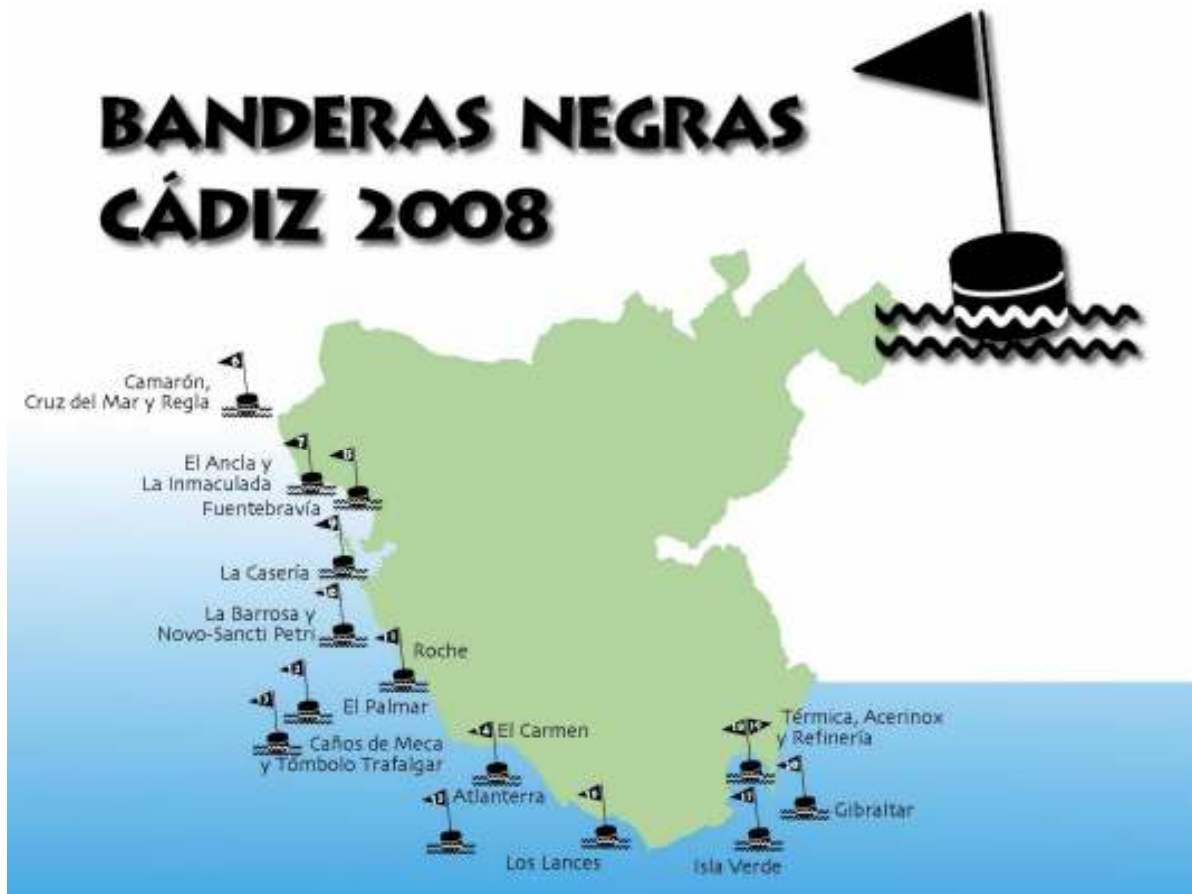 BANDERAS NEGRAS
CÁDIZ 2008
Camarón,
Cruz del Mar y Regla
El Ancla y
La Inmaculada
Fuentebravía
La Casería
La Barrosa y
Novo-Sancti Petri
Roche
El Palmar
Caños de Meca
y Tómbolo Trafalgar
El Carmen
Atlanterra
Los Lances
Térmica, Acerinox
y Refinería
Gibraltar
Isla Verde